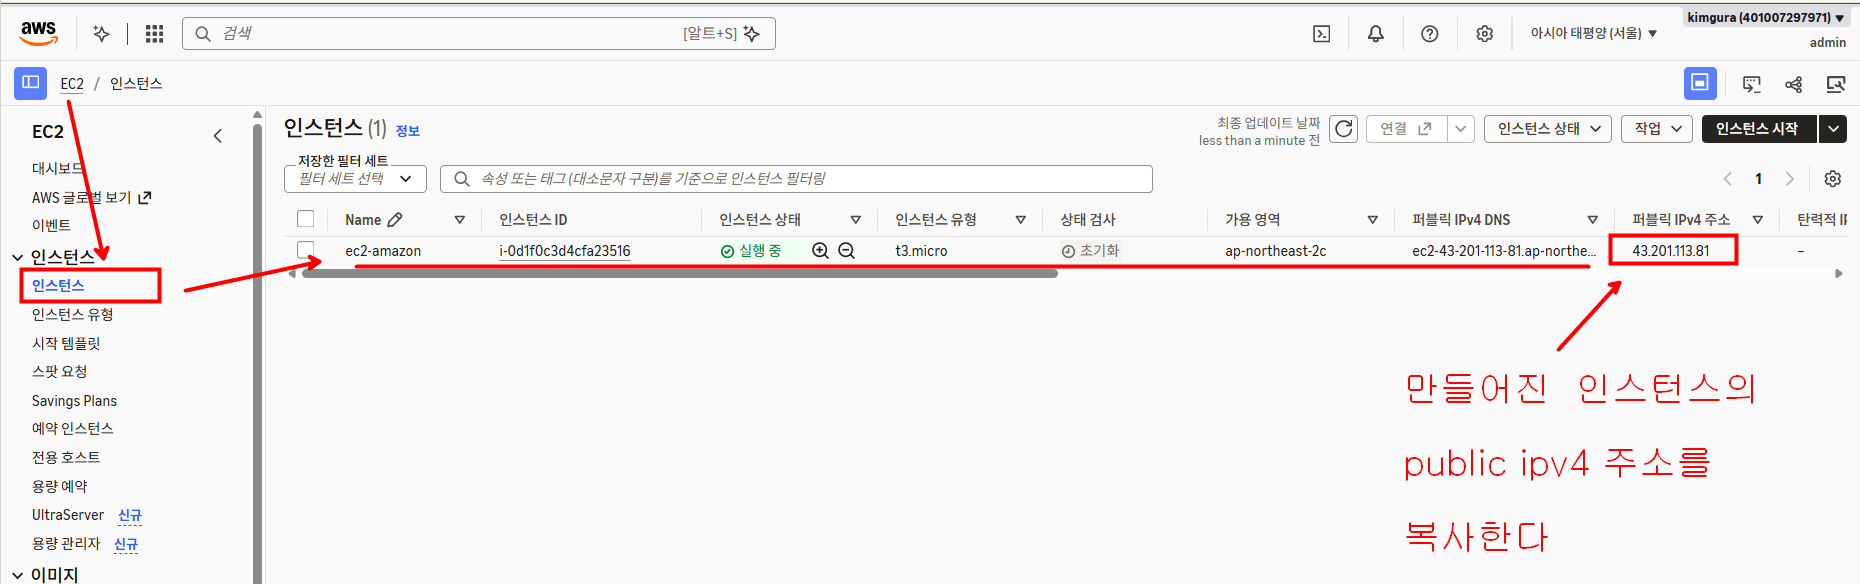 aws
검색
[알트+S]
아시아 태평양 (서울)
kimgura (401007297971)
admin
EC2 / 인스턴스
EC2
대시보드
AWS 글로벌 보기
이벤트
인스턴스
인스턴스
인스턴스 유형
시작 템플릿
스팟 요청
Savings Plans
예약 인스턴스
전용 호스트
용량 예약
UltraServer 신규
용량 관리자 신규
이미지
인스턴스 (1) 정보
최종 업데이트 날짜
less than a minute 전
연결
인스턴스 상태
작업
인스턴스 시작
저장한 필터 세트
필터 세트 선택
속성 또는 태그 (대소문자 구분)를 기준으로 인스턴스 필터링
1
Name 인스턴스 ID 인스턴스 상태 인스턴스 유형 상태 검사 가용 영역 퍼블릭 IPv4 DNS 퍼블릭 IPv4 주소 탄력적 IP
ec2-amazon i-0d1f0c3d4cfa23516 실행 중 t3.micro 초기화 ap-northeast-2c ec2-43-201-113-81.ap-northe... 43.201.113.81 –
만들어진 인스턴스의
public ipv4 주소를
복사한다